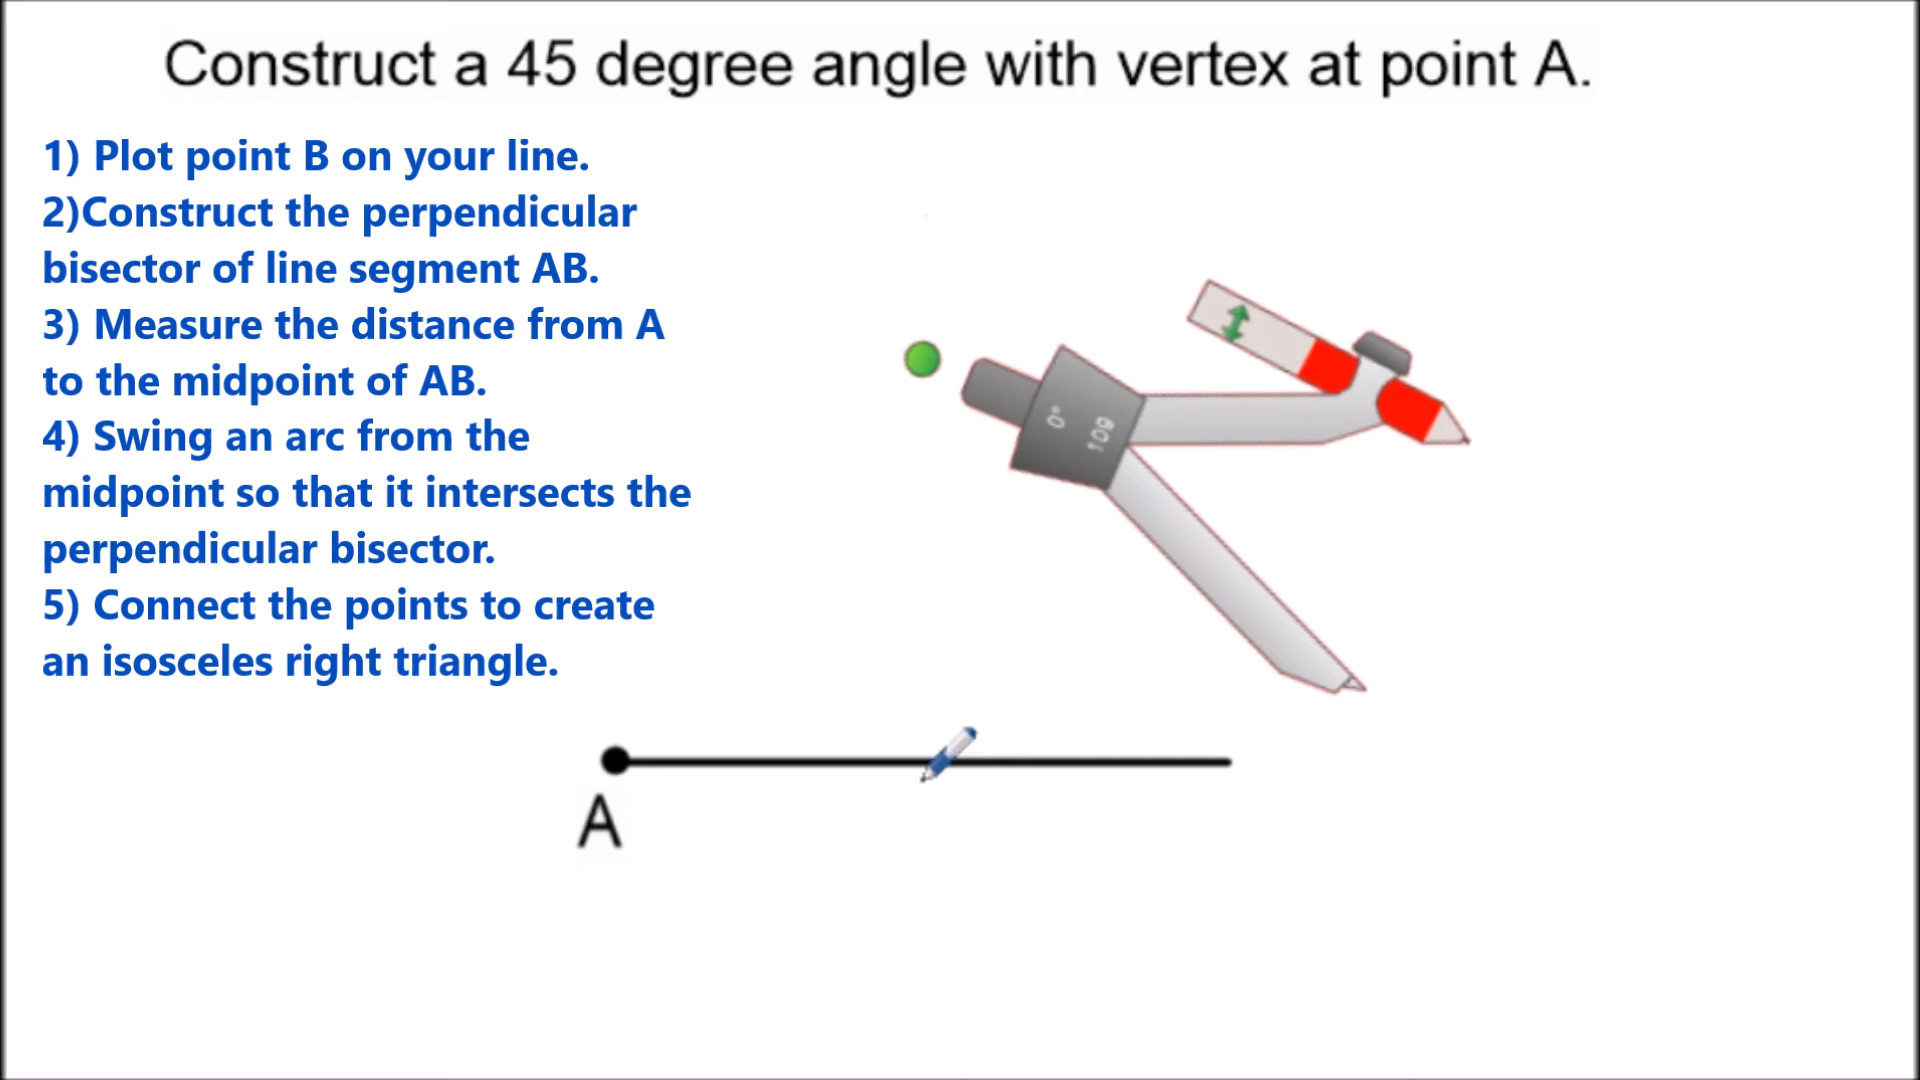 Construct a 45 degree angle with vertex at point A.
1) Plot point B on your line.
2)Construct the perpendicular
bisector of line segment AB.
3) Measure the distance from A
to the midpoint of AB.
4) Swing an arc from the
midpoint so that it intersects the
perpendicular bisector.
5) Connect the points to create
an isosceles right triangle.
0°
109
A